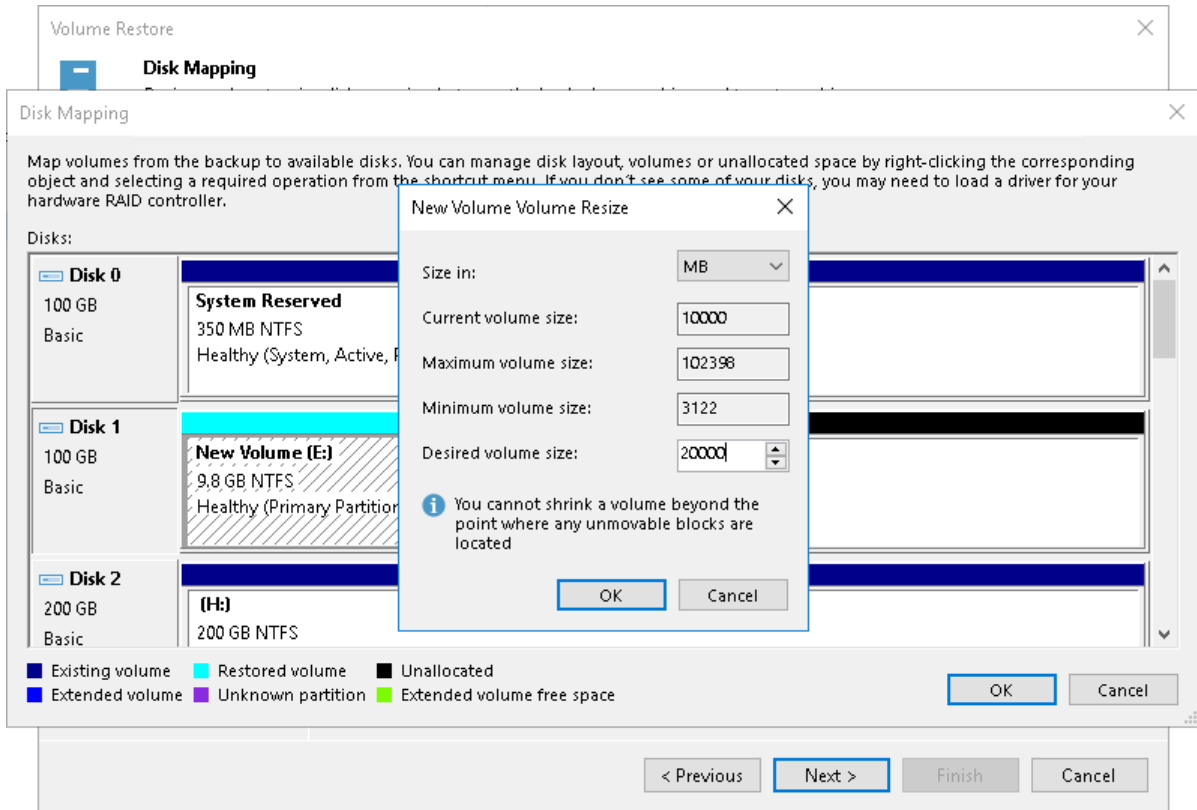 Volume Restore
Disk Mapping
Disk Mapping
Map volumes from the backup to available disks. You can manage disk layout, volumes or unallocated space by right-clicking the corresponding
object and selecting a required operation from the shortcut menu. If you don't see some of your disks, you may need to load a driver for your
hardware RAID controller.
Disks:
Disk 0
100 GB
Basic
System Reserved
350 MB NTFS
Healthy (System, Active,
Disk 1
100 GB
Basic
New Volume (E:)
9.8 GB NTFS
Healthy (Primary Partition
Disk 2
200 GB
Basic
(H:)
200 GB NTFS
New Volume Volume Resize
Size in:
MB
Current volume size:
10000
Maximum volume size:
102398
Minimum volume size:
3122
Desired volume size:
20000
You cannot shrink a volume beyond the
point where any unmovable blocks are
located
OK
Cancel
Existing volume
Restored volume
Unallocated
Extended volume
Unknown partition
Extended volume free space
OK
Cancel
< Previous
Next >
Finish
Cancel